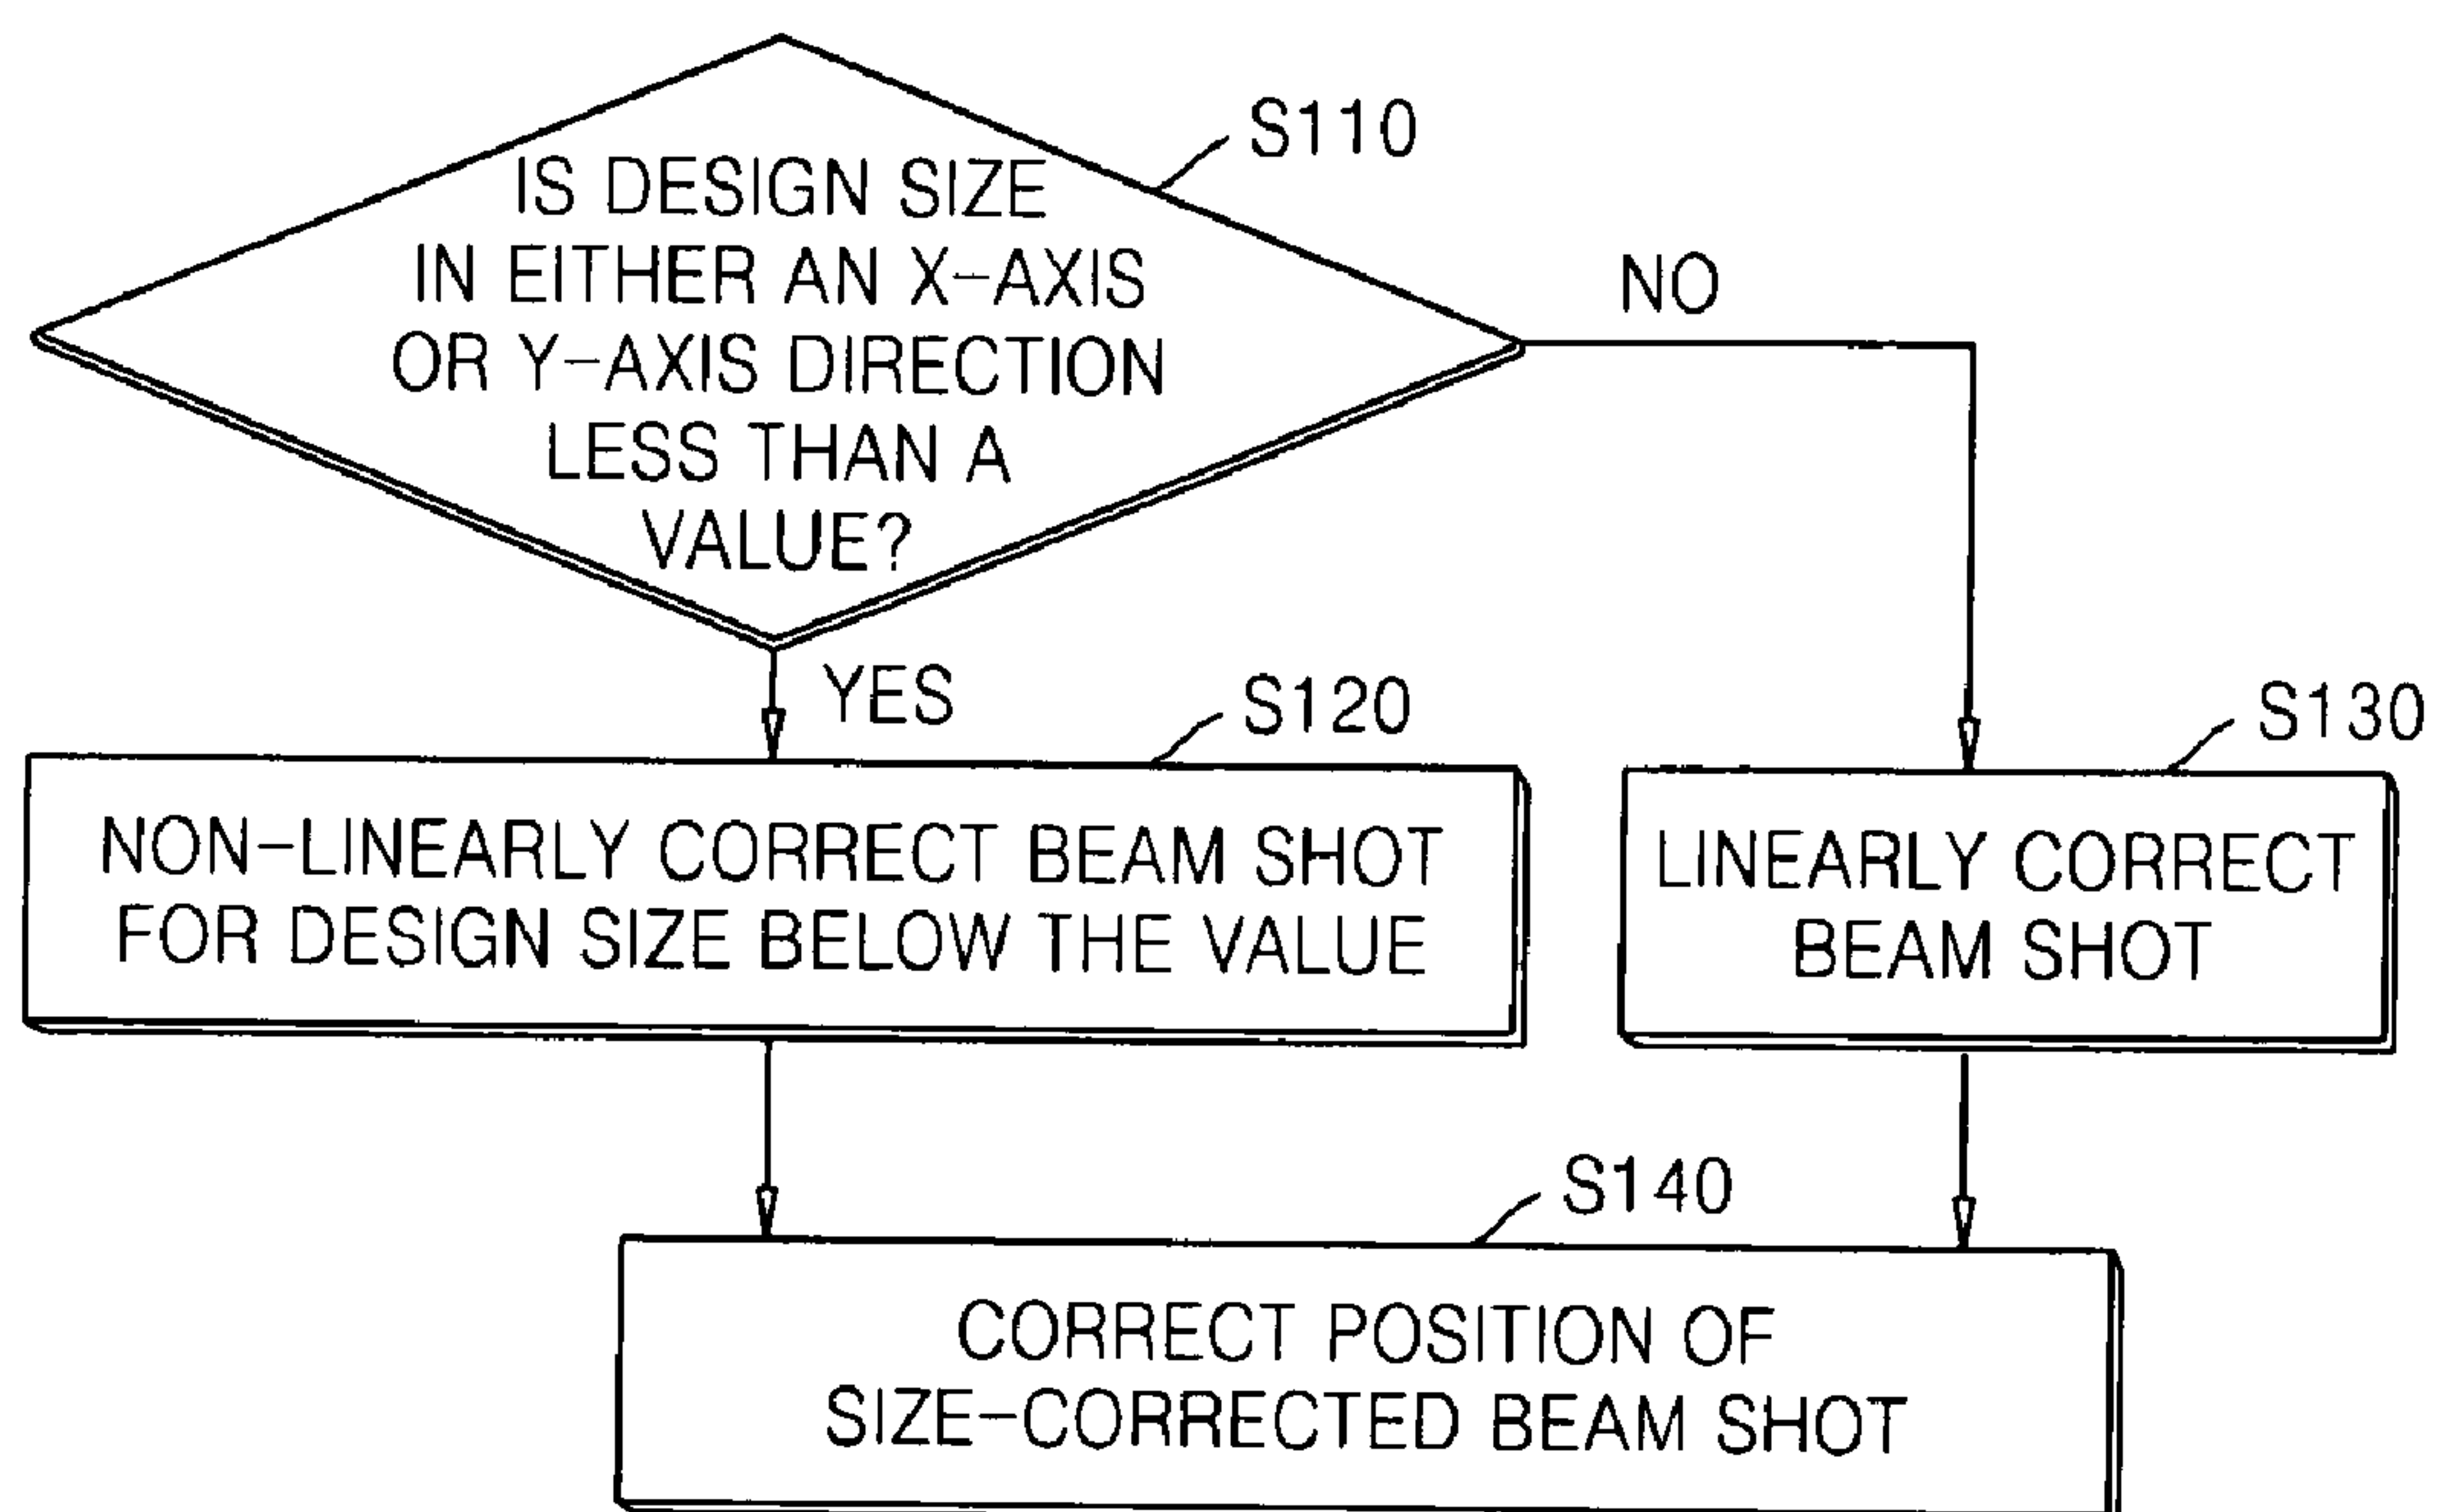 S110
IS DESIGN SIZE
IN EITHER AN X-AXIS
OR Y-AXIS DIRECTION
LESS THAN A
VALUE?
NO
YES
S120
NON-LINEARLY CORRECT BEAM SHOT
FOR DESIGN SIZE BELOW THE VALUE
S130
LINEARLY CORRECT
BEAM SHOT
S140
CORRECT POSITION OF
SIZE-CORRECTED BEAM SHOT